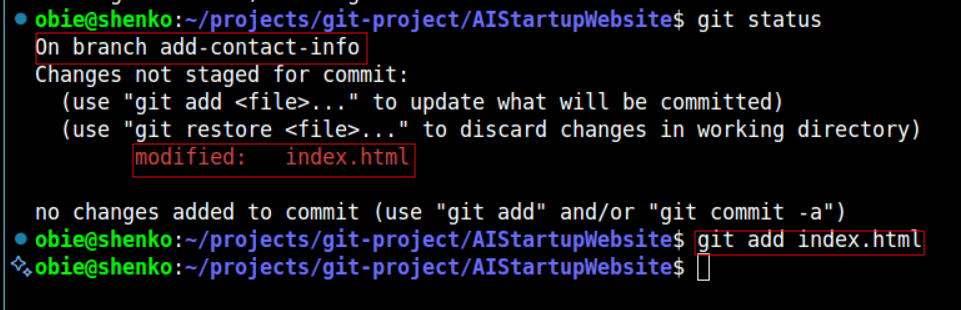 obie@shenko:~/projects/git-project/AIStartupWebsite$ git status
On branch add-contact-info
Changes not staged for commit:
  (use "git add <file>..." to update what will be committed)
  (use "git restore <file>..." to discard changes in working directory)
        modified:   index.html

no changes added to commit (use "git add" and/or "git commit -a")
obie@shenko:~/projects/git-project/AIStartupWebsite$ git add index.html
obie@shenko:~/projects/git-project/AIStartupWebsite$